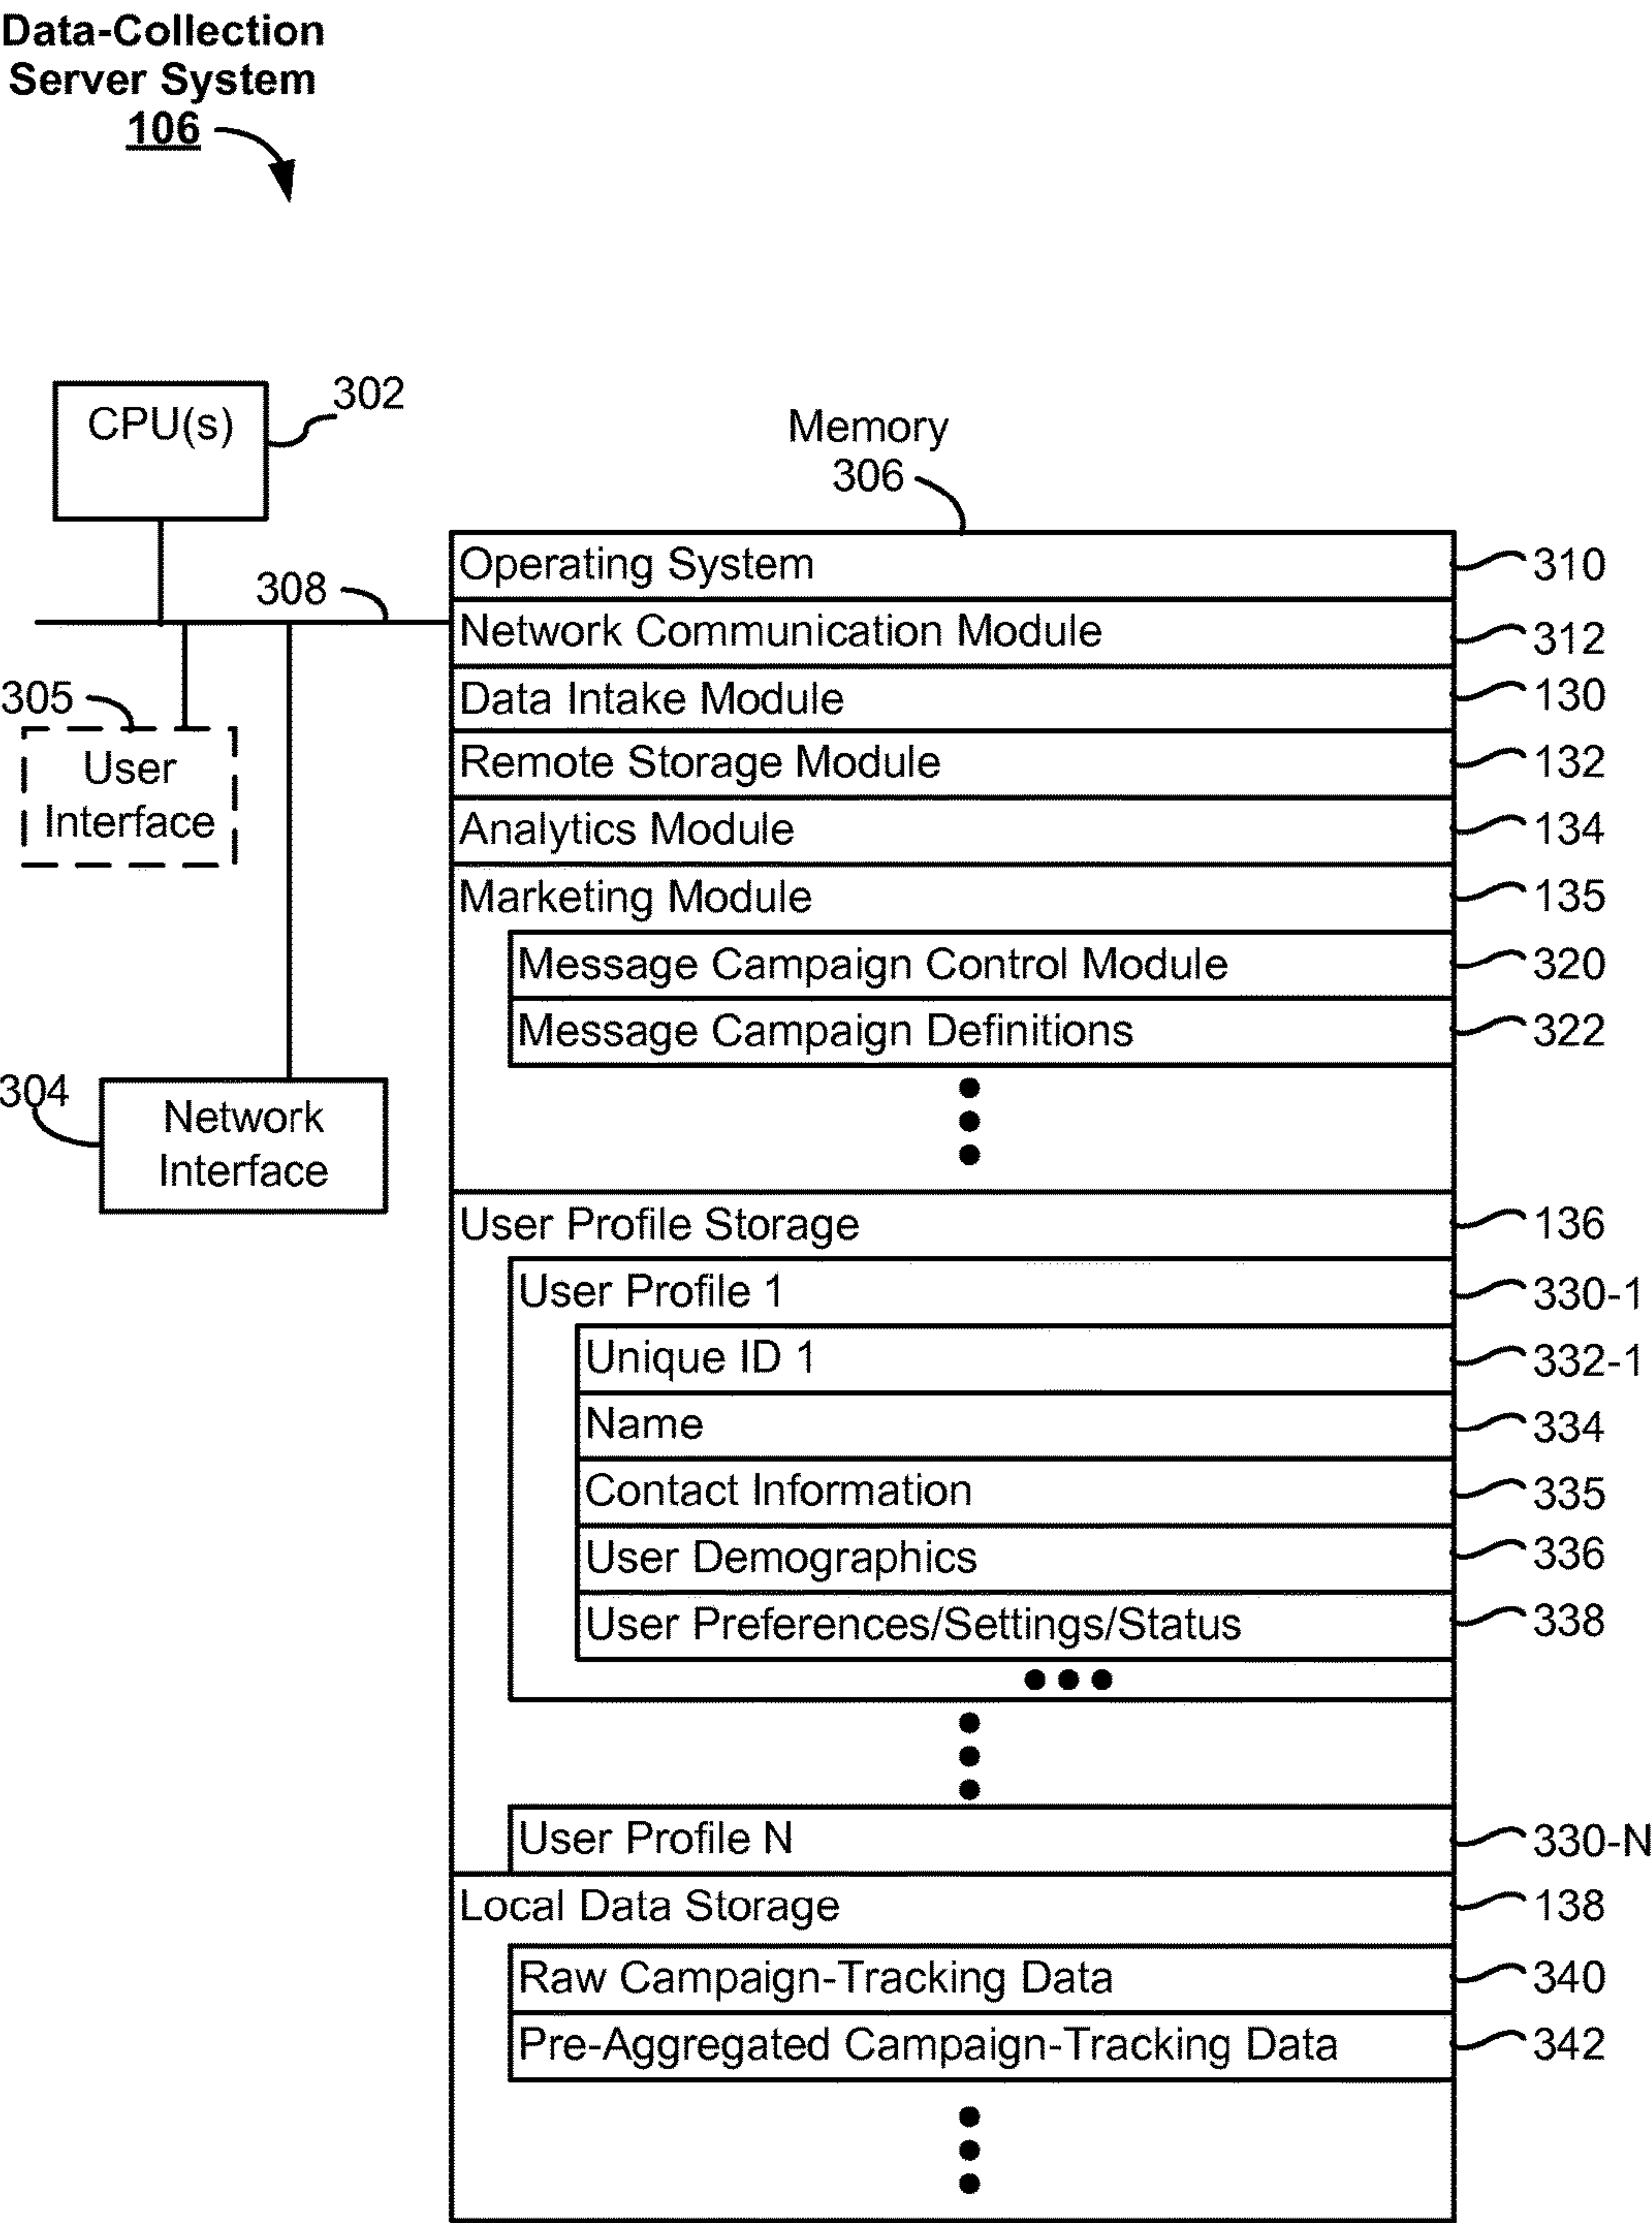 Data-Collection
Server System
106
CPU(s)
302
Memory
306
308
305
User
Interface
304
Network
Interface
Operating System 310
Network Communication Module 312
Data Intake Module 130
Remote Storage Module 132
Analytics Module 134
Marketing Module 135
Message Campaign Control Module 320
Message Campaign Definitions 322
User Profile Storage 136
User Profile 1 330-1
Unique ID 1 332-1
Name 334
Contact Information 335
User Demographics 336
User Preferences/Settings/Status 338
User Profile N 330-N
Local Data Storage 138
Raw Campaign-Tracking Data 340
Pre-Aggregated Campaign-Tracking Data 342